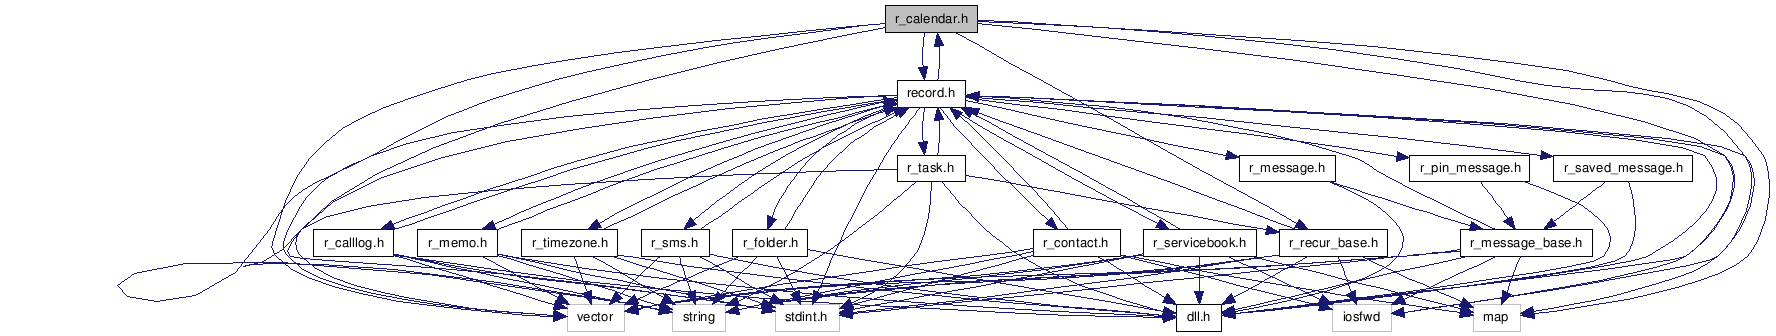 r_calendar.h
record.h
r_task.h
r_message.h
r_pin_message.h
r_saved_message.h
r_calllog.h
r_memo.h
r_timezone.h
r_sms.h
r_folder.h
r_contact.h
r_servicebook.h
r_recur_base.h
r_message_base.h
vector
string
stdint.h
dll.h
iosfwd
map